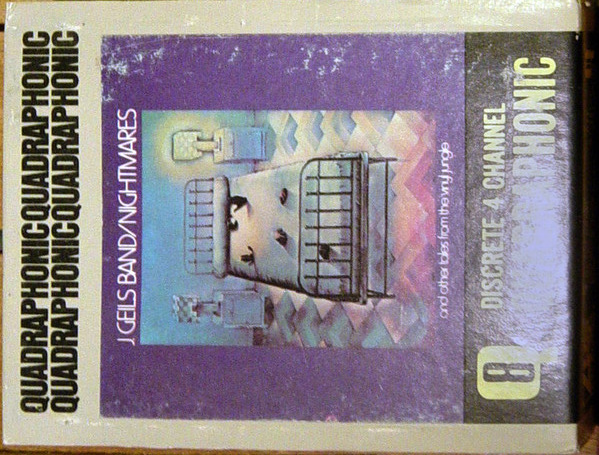 QUADRAPHONICQUADRAPHONIC
QUADRAPHONICQUADRAPHONIC
J. GEILS BAND/NIGHTMARES
and other tales from the vinyl jungle
DISCRETE 4 CHANNEL
QUADRAPHONIC
Q8